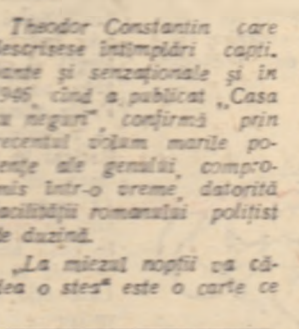 Theodor Constantin care
descrisese întîmplări capti-
vante și senzaționale și în
1946, cînd a publicat „Casa
cu neguri”, confirmă prin
recentul volum marile po-
ențe ale genului, compro-
mis într-o vreme, datorită
facilității romanului polițist
de duzină.
„La miezul nopții va că-
dea o stea” este o carte ce